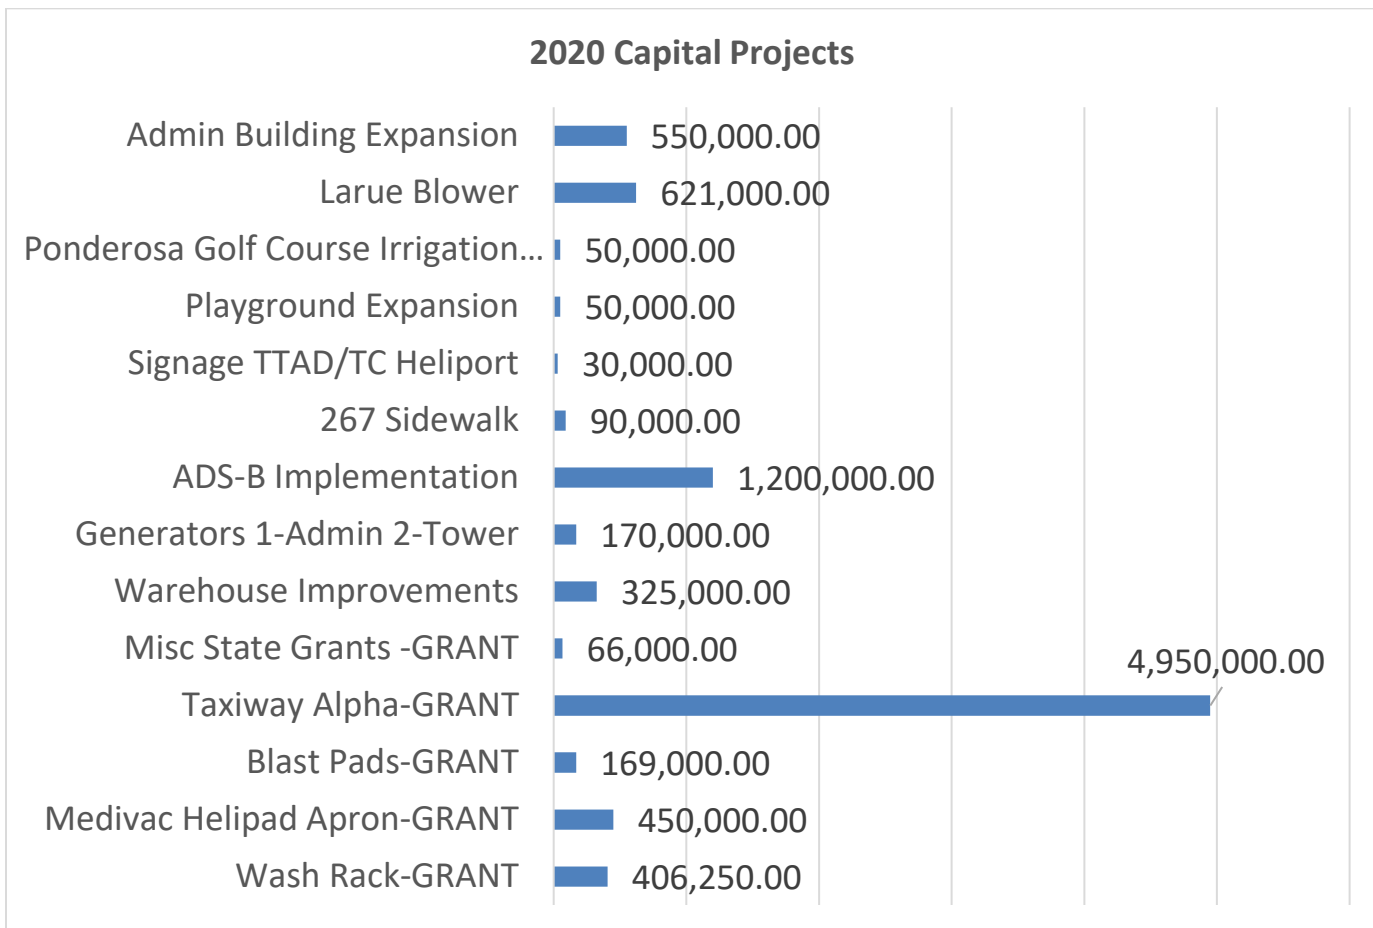 2020 Capital Projects
Admin Building Expansion 550,000.00
Larue Blower 621,000.00
Ponderosa Golf Course Irrigation... 50,000.00
Playground Expansion 50,000.00
Signage TTAD/TC Heliport 30,000.00
267 Sidewalk 90,000.00
ADS-B Implementation 1,200,000.00
Generators 1-Admin 2-Tower 170,000.00
Warehouse Improvements 325,000.00
Misc State Grants -GRANT 66,000.00
Taxiway Alpha-GRANT 4,950,000.00
Blast Pads-GRANT 169,000.00
Medivac Helipad Apron-GRANT 450,000.00
Wash Rack-GRANT 406,250.00